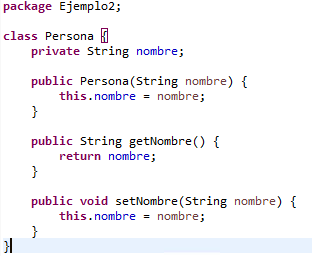 package Ejemplo2;
class Persona {
private String nombre;
public Persona(String nombre) {
this.nombre = nombre;
}
public String getNombre() {
return nombre;
}
public void setNombre(String nombre) {
this.nombre = nombre;
}
}